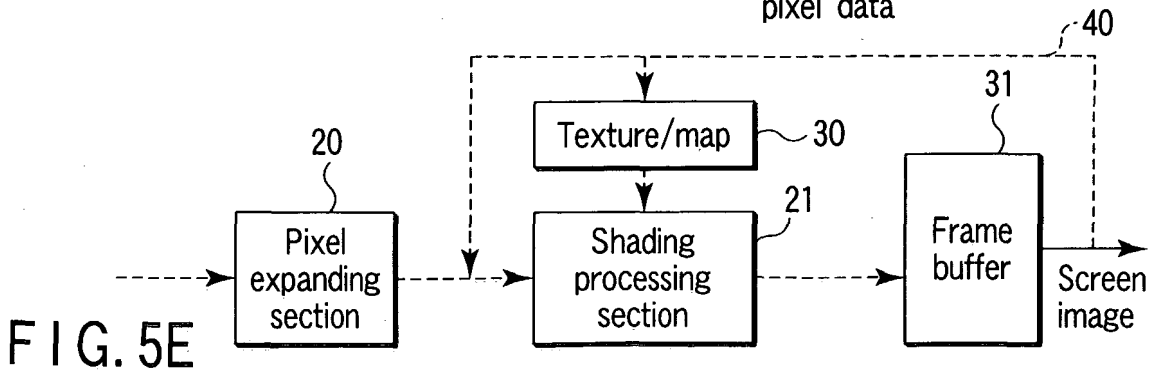 pixel data
40
31
Texture/map
30
20
21
Pixel
expanding
section
Shading
processing
section
Frame
buffer
Screen
image
FIG. 5E